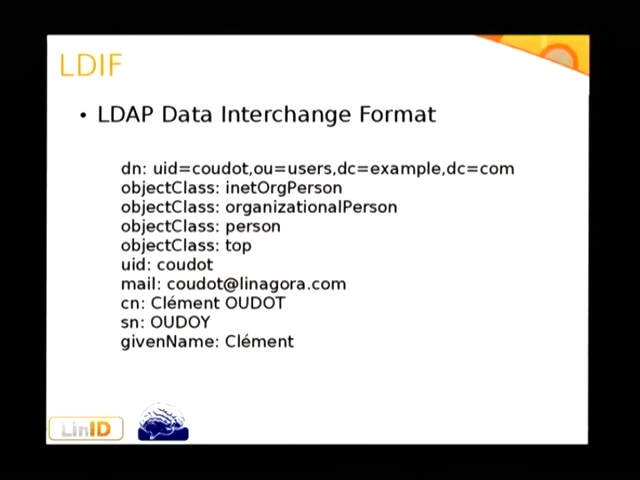 LDIF
• LDAP Data Interchange Format
dn: uid=coudot,ou=users,dc=example,dc=com
objectClass: inetOrgPerson
objectClass: organizationalPerson
objectClass: person
objectClass: top
uid: coudot
mail: coudot@linagora.com
cn: Clément OUDOT
sn: OUDOY
givenName: Clément
LinID